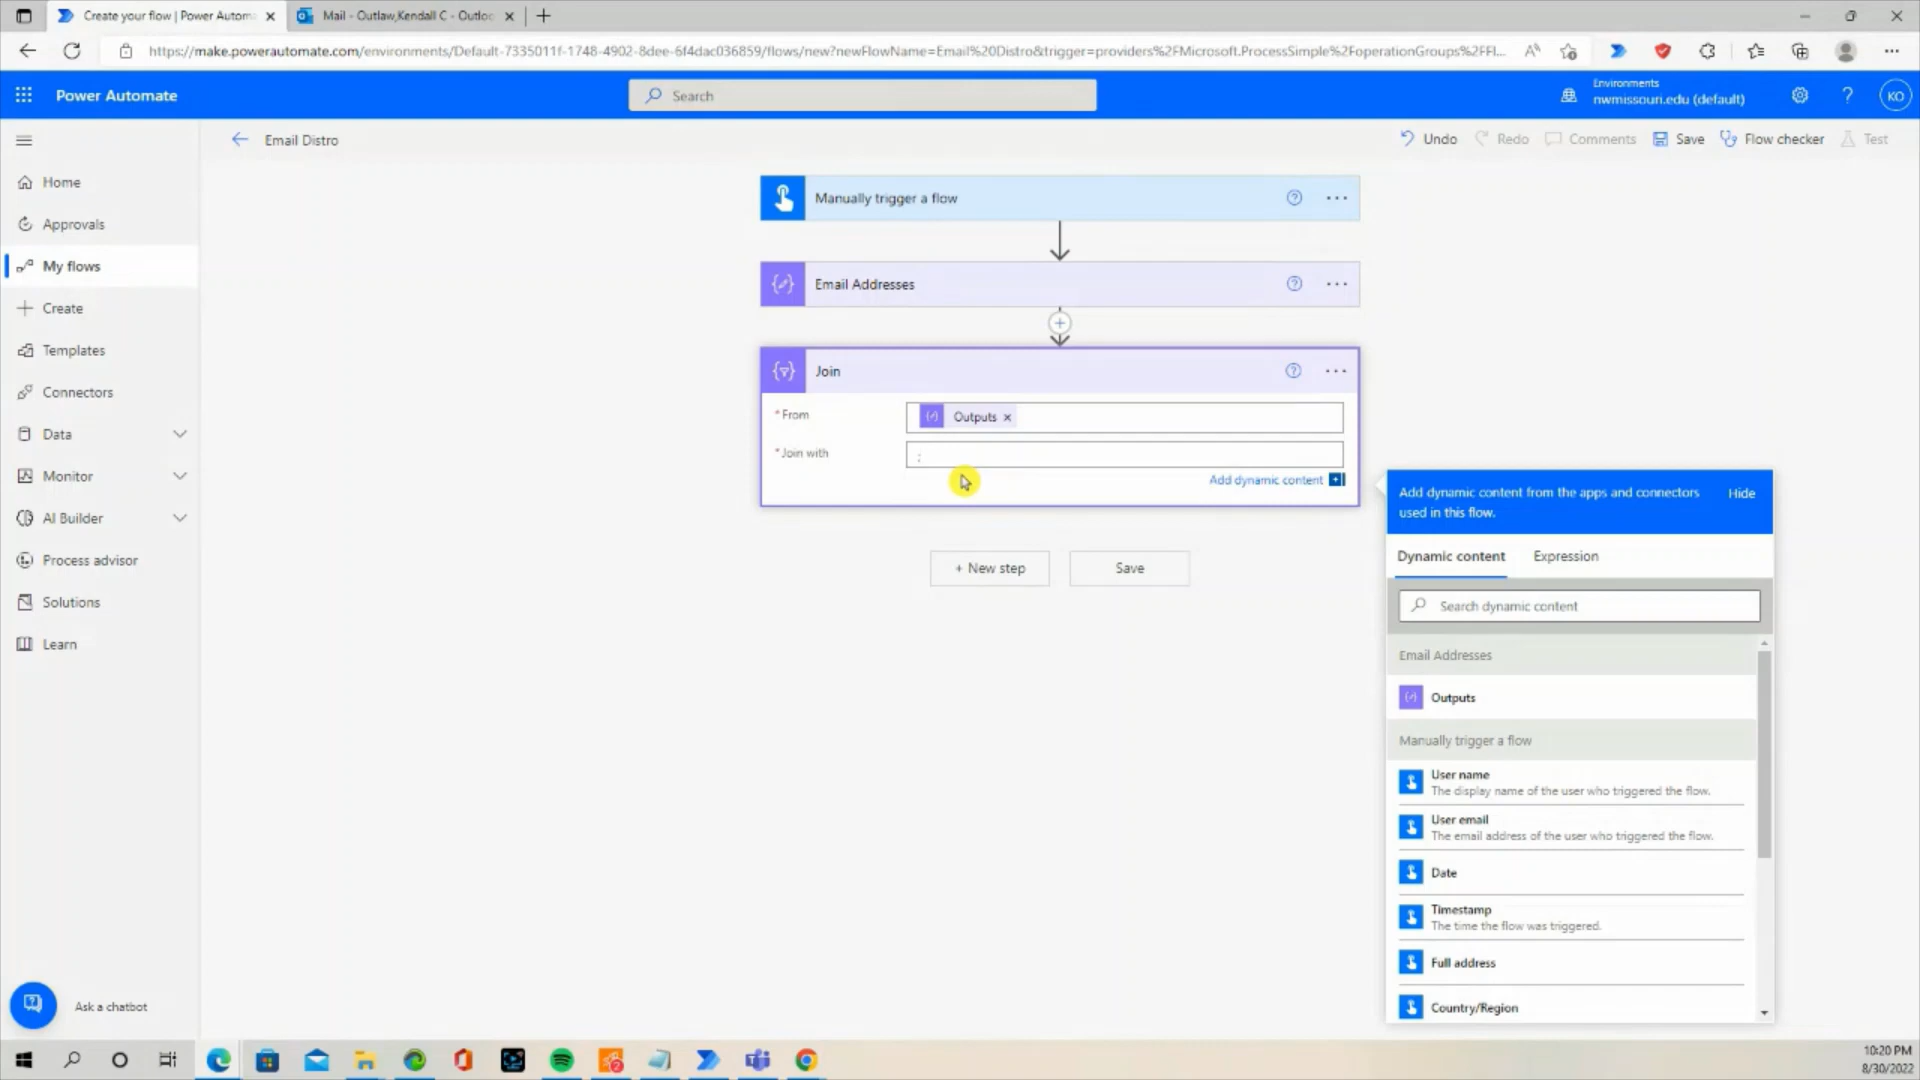 Create your flow | Power Autom
Mail - Outlaw,Kendall C - Outloo
https://make.powerautomate.com/environments/Default-7335011f-1748-4902-8dee-6f4dac036859/flows/new?newFlowName=Email%20Distro&trigger=providers%2FMicrosoft.ProcessSimple%2FoperationGroups%2FFl...
Power Automate
Search
Environments
nwmissouri.edu (default)
?
KO
Email Distro
Undo
Redo
Comments
Save
Flow checker
Test
Home
Approvals
My flows
Create
Templates
Connectors
Data
Monitor
AI Builder
Process advisor
Solutions
Learn
Ask a chatbot
Manually trigger a flow
Email Addresses
Join
* From
Outputs
* Join with
;
Add dynamic content
+ New step
Save
Add dynamic content from the apps and connectors
used in this flow.
Hide
Dynamic content
Expression
Search dynamic content
Email Addresses
Outputs
Manually trigger a flow
User name
The display name of the user who triggered the flow.
User email
The email address of the user who triggered the flow.
Date
Timestamp
The time the flow was triggered.
Full address
Country/Region
10:20 PM
8/30/2022